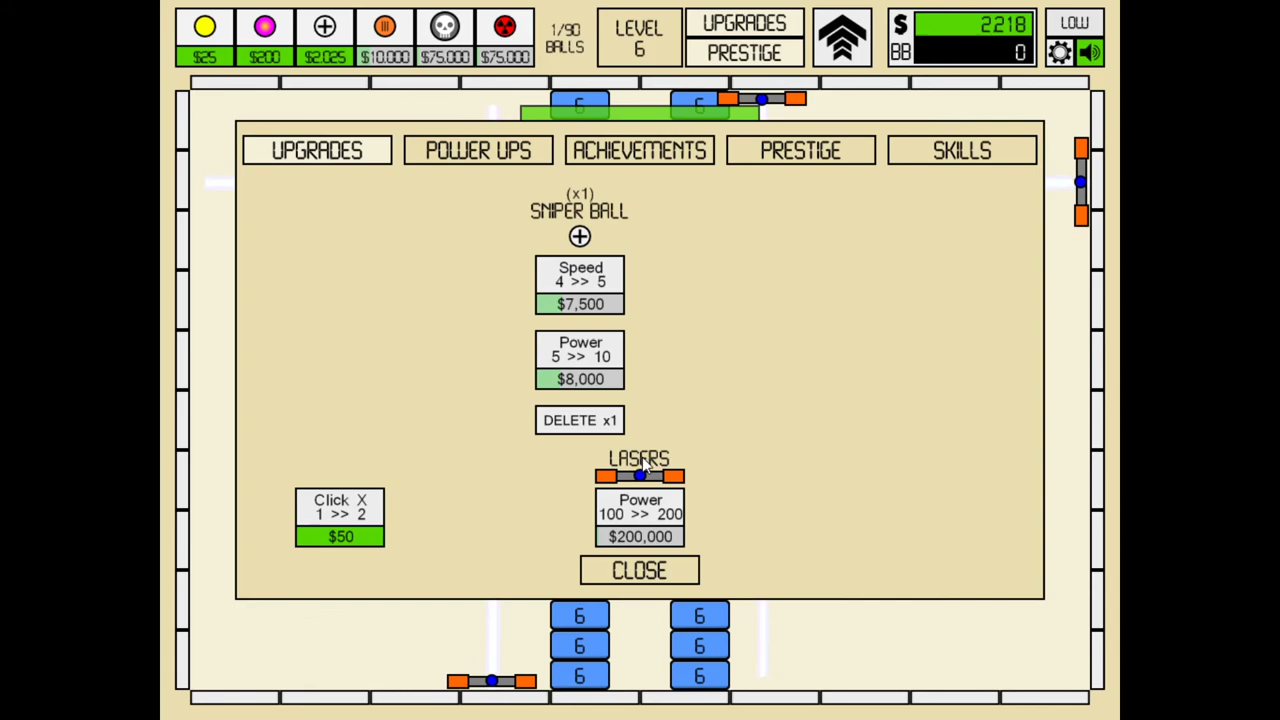 $25
$200
$2.025
$10.000
$75.000
$75.000
1/90
BALLS
LEVEL
6
UPGRADES
PRESTIGE
$ 2218
BB 0
LOW
6 6
UPGRADES
POWER UPS
ACHIEVEMENTS
PRESTIGE
SKILLS
(x1)
SNIPER BALL
Speed
4 >> 5
$7,500
Power
5 >> 10
$8,000
DELETE x1
LASERS
Click X
1 >> 2
$50
Power
100 >> 200
$200,000
CLOSE
6 6
6 6
6 6